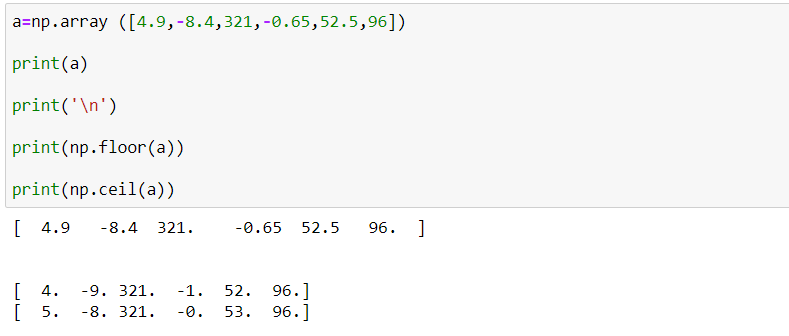 a=np.array ([4.9,-8.4,321,-0.65,52.5,96])
print(a)
print('\n')
print(np.floor(a))
print(np.ceil(a))
[  4.9   -8.4  321.    -0.65  52.5   96.  ]
[  4.  -9. 321.  -1.  52.  96.]
[  5.  -8. 321.  -0.  53.  96.]